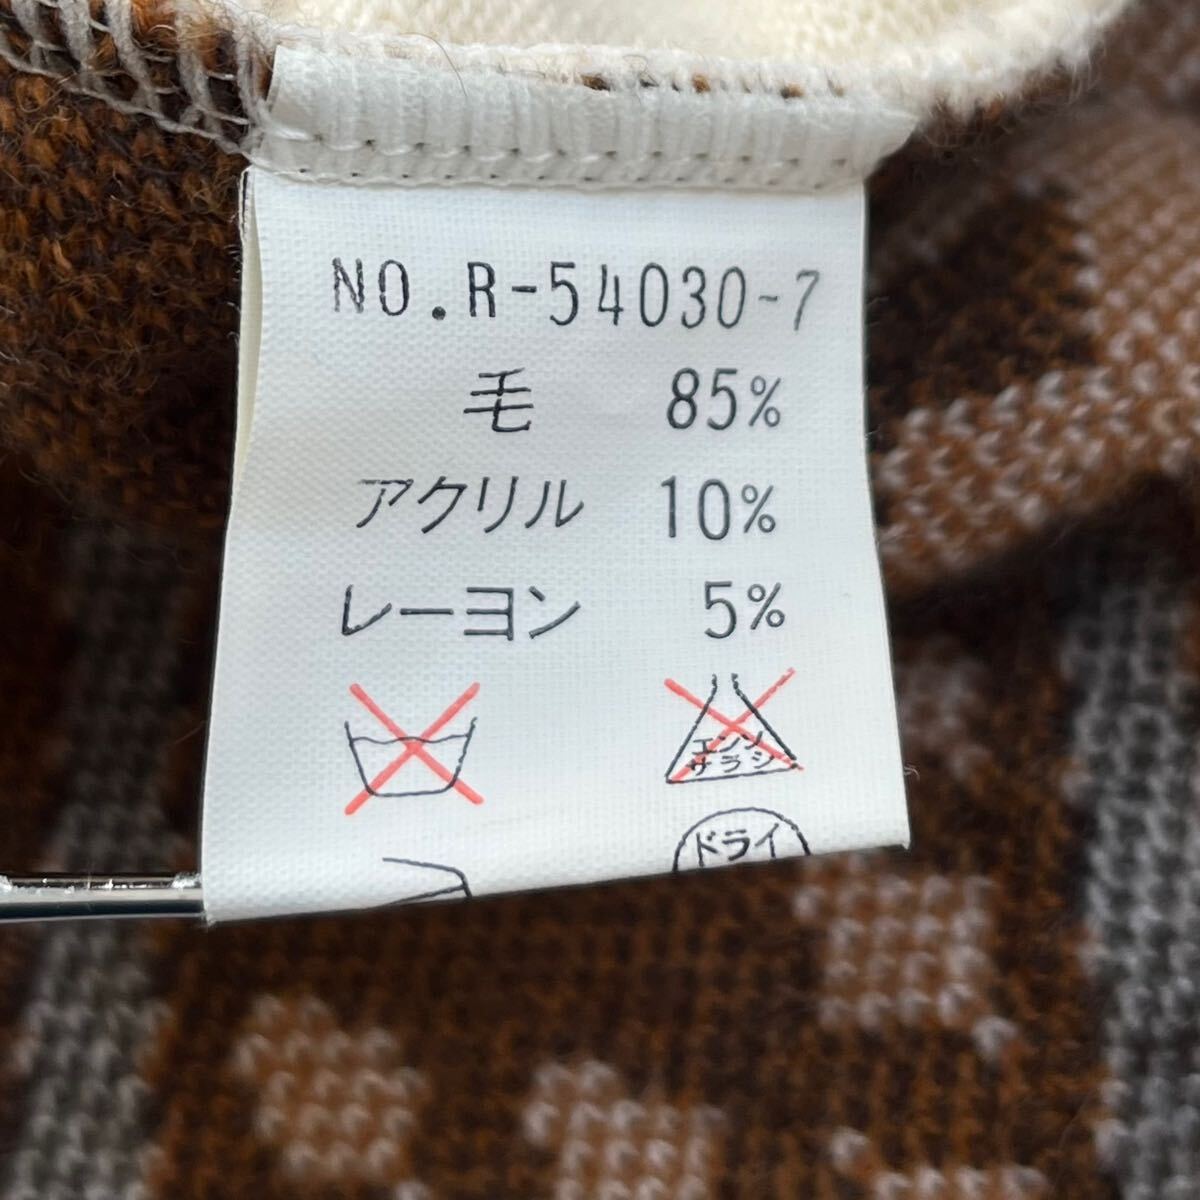 NO.R-54030-7
毛 85%
アクリル 10%
レーヨン 5%
エンソ
サラシ
ドライ